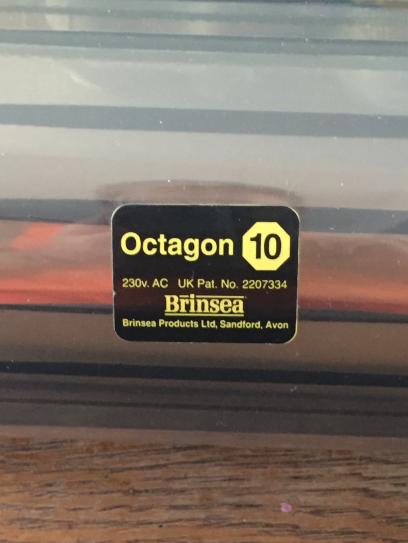 Octagon 10
230v. AC UK Pat. No. 2207334
Brinsea
Brinsea Products Ltd, Sandford, Avon